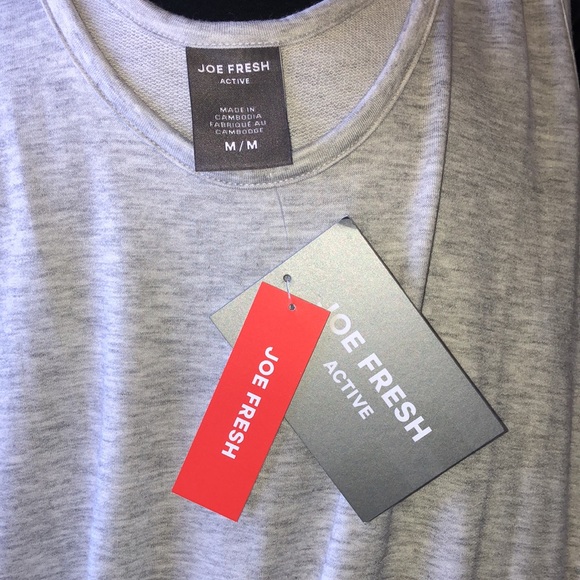 JOE FRESH
ACTIVE
MADE IN
CAMBODIA
FABRIQUÉ AU
CAMBODGE
M / M
JOE FRESH
ACTIVE
JOE FRESH